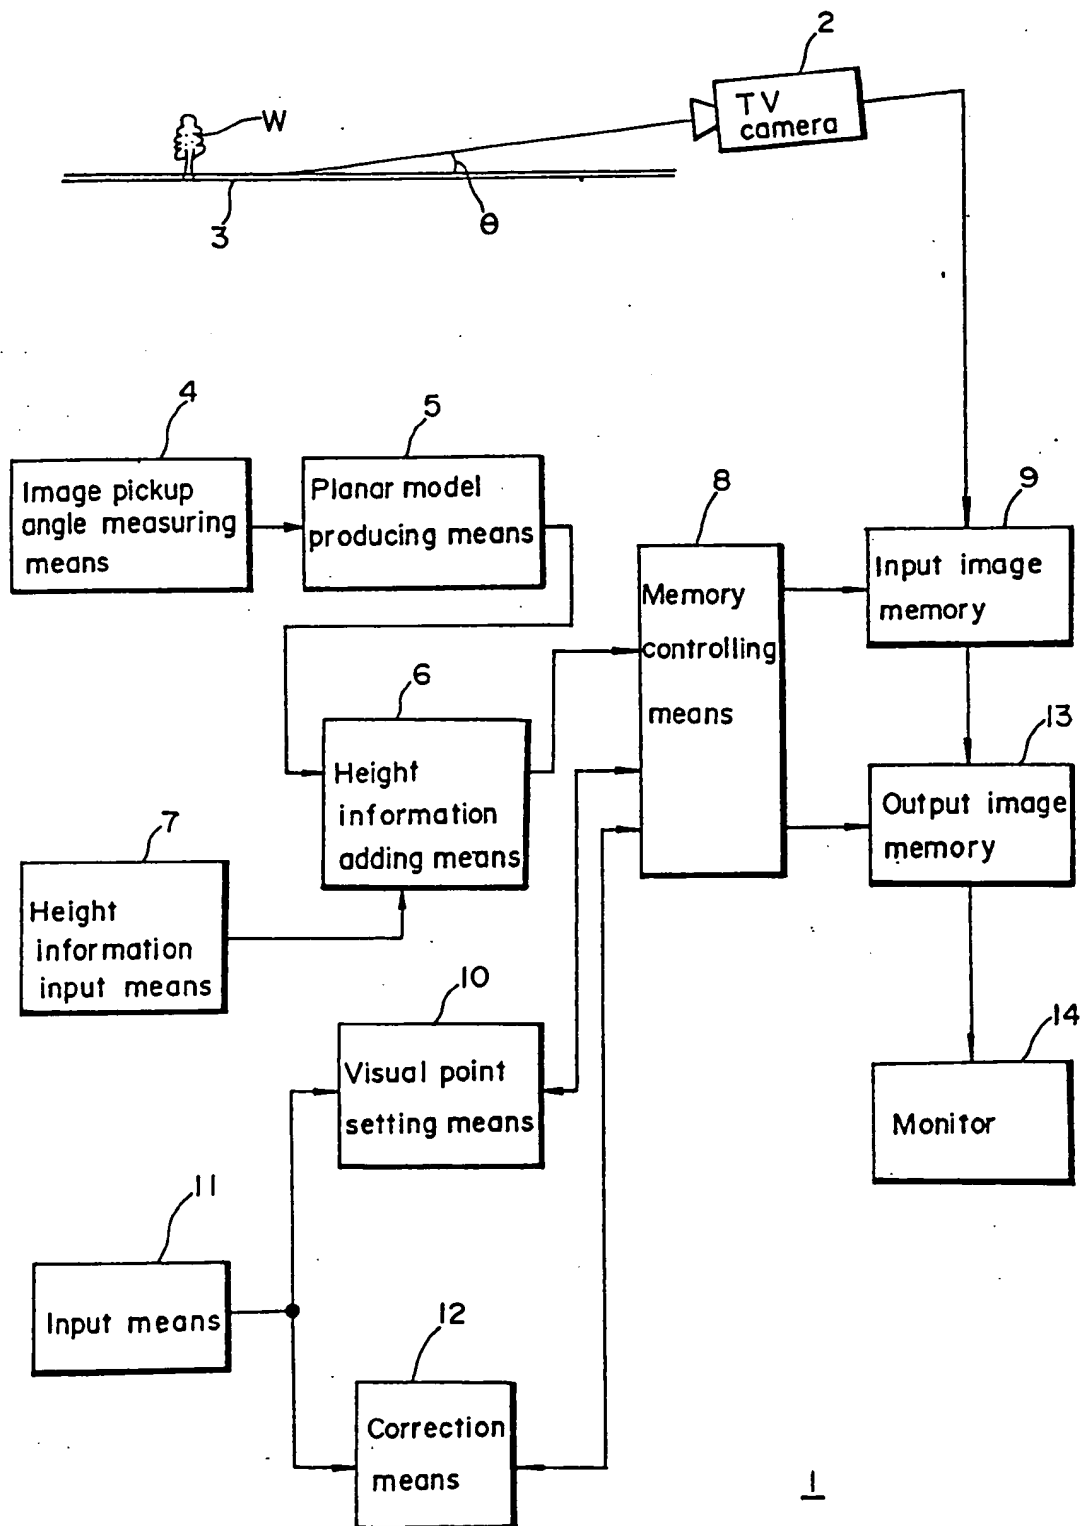 2
TV
camera
W
3
θ
4
Image pickup
angle measuring
means
5
Planar model
producing means
8
Memory
controlling
means
9
Input image
memory
6
Height
information
adding means
13
Output image
memory
7
Height
information
input means
10
Visual point
setting means
14
Monitor
11
Input means
12
Correction
means
1